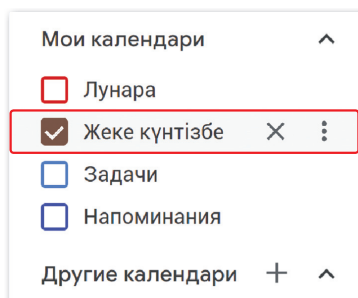 Мои календари
Лунара
Жеке күнтізбе
Задачи
Напоминания
Другие календари